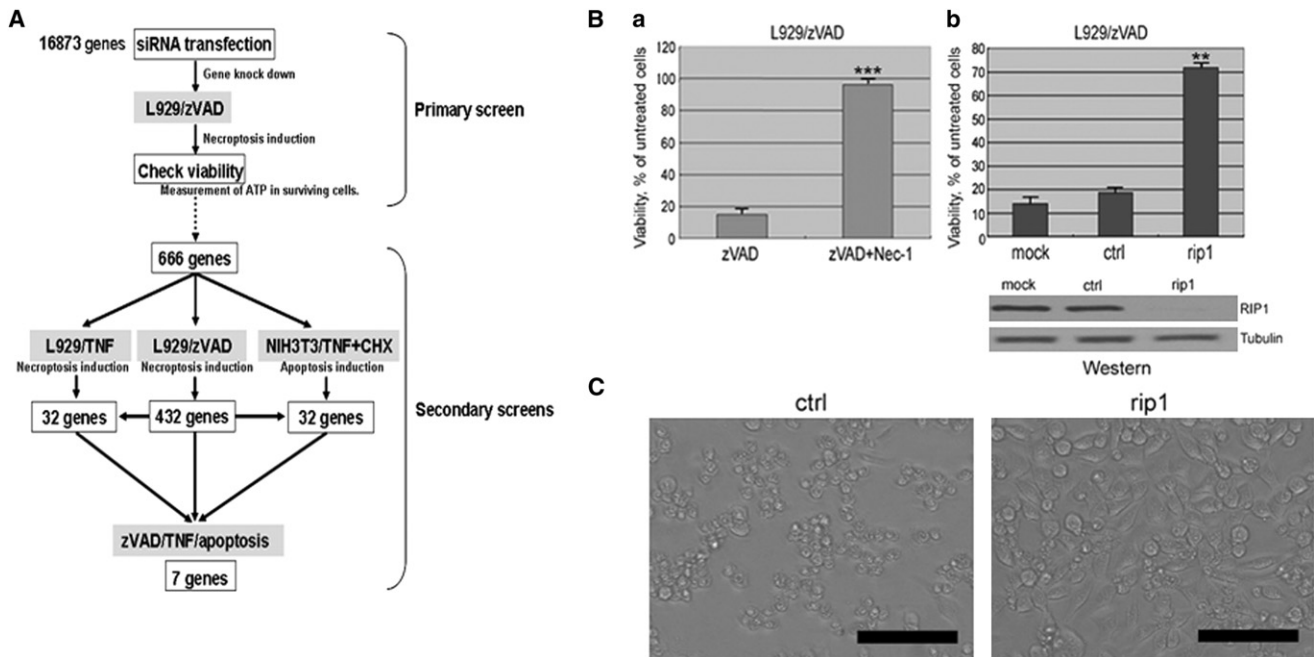 A
16873 genes
siRNA transfection
Gene knock down
L929/zVAD
Necroptosis induction
Check viability
Measurement of ATP in surviving cells.
Primary screen
666 genes
L929/TNF
L929/zVAD
NIH3T3/TNF+CHX
Necroptosis induction
Necroptosis induction
Apoptosis induction
32 genes
432 genes
32 genes
Secondary screens
zVAD/TNF/apoptosis
7 genes
B
a
L929/zVAD
Viability, % of untreated cells
120
100
80
60
40
20
0
***
zVAD
zVAD+Nec-1
b
L929/zVAD
Viability, % of untreated cells
80
70
60
50
40
30
20
10
0
**
mock
ctrl
rip1
mock
ctrl
rip1
RIP1
Tubulin
Western
C
ctrl
rip1